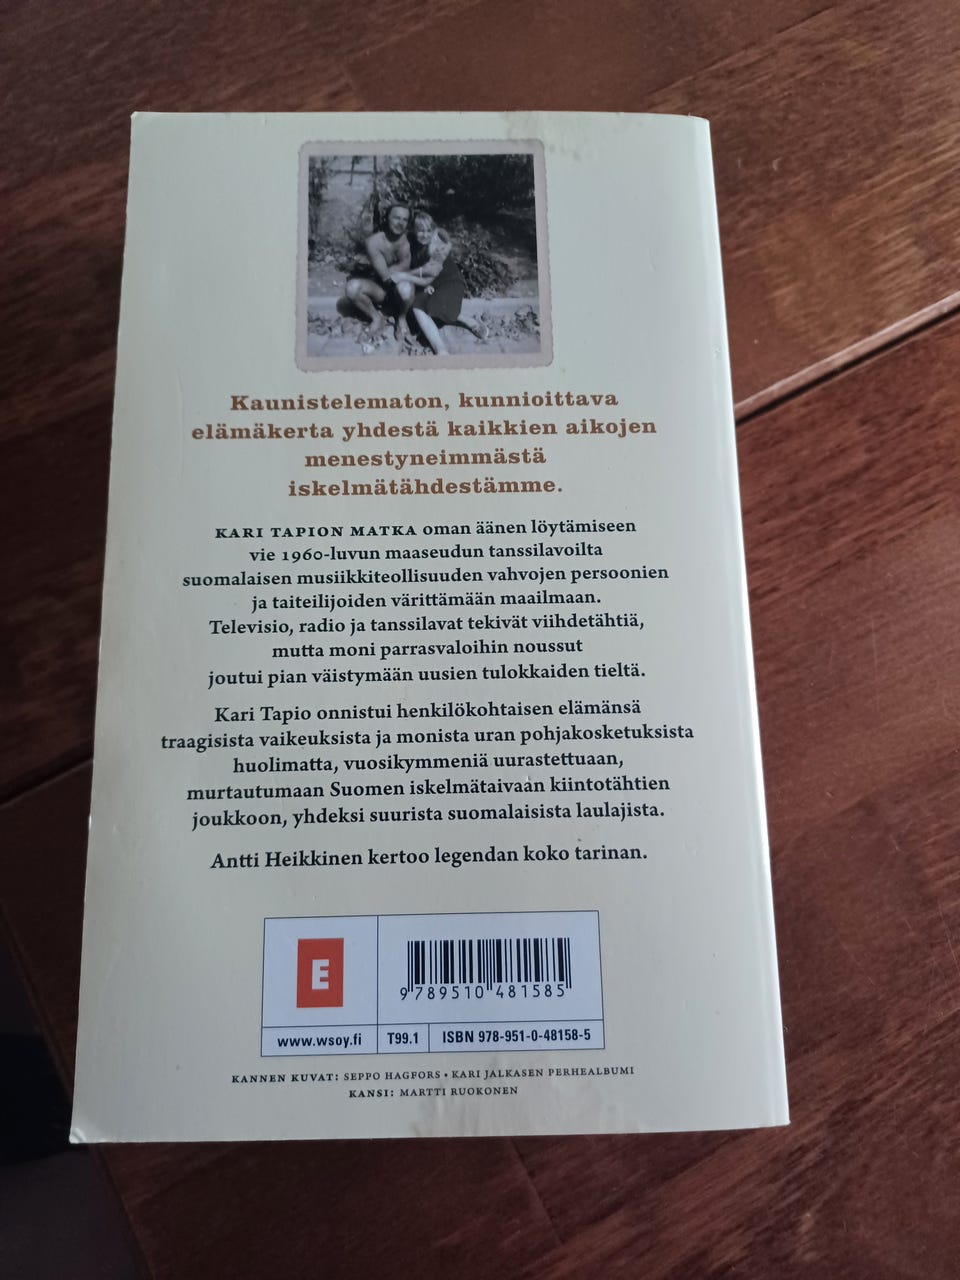 Kaunistelematon, kunnioittava
elämäkerta yhdestä kaikkien aikojen
menestyneimmästä
iskelmätähdestämme.
KARI TAPION MATKA oman äänen löytämiseen
vie 1960-luvun maaseudun tanssilavoilta
suomalaisen musiikkiteollisuuden vahvojen persoonien
ja taiteilijoiden värittämään maailmaan.
Televisio, radio ja tanssilavat tekivät viihdetähtiä,
mutta moni parrasvaloihin noussut
joutui pian väistymään uusien tulokkaiden tieltä.
Kari Tapio onnistui henkilökohtaisen elämänsä
traagisista vaikeuksista ja monista uran pohjakosketuksista
huolimatta, vuosikymmeniä uurastettuaan,
murtautumaan Suomen iskelmätaivaan kiintotähtien
joukkoon, yhdeksi suurista suomalaisista laulajista.
Antti Heikkinen kertoo legendan koko tarinan.
E
9 789510 481585
www.wsoy.fi T99.1 ISBN 978-951-0-48158-5
KANNEN KUVAT: SEPPO HAGFORS • KARI JALKASEN PERHEALBUMI
KANSI: MARTTI RUOKONEN